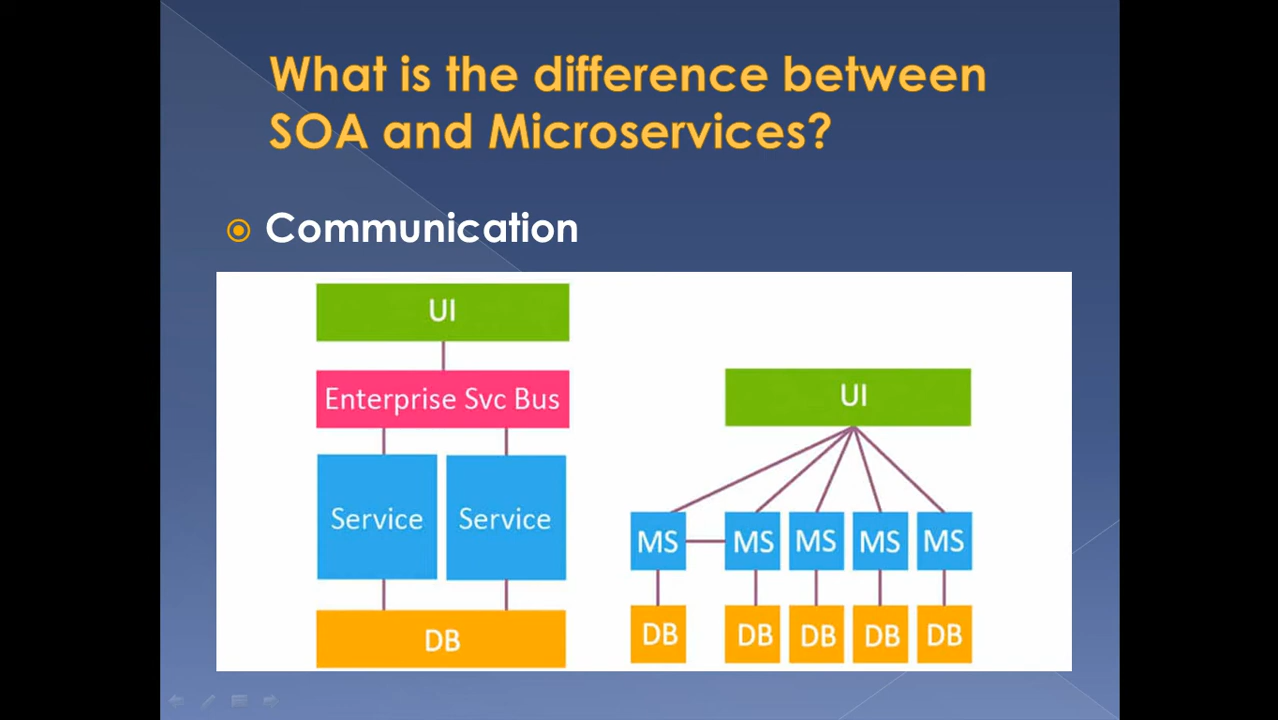 What is the difference between
SOA and Microservices?
Communication
UI
Enterprise Svc Bus
Service Service
DB
UI
MS MS MS MS MS
DB DB DB DB DB